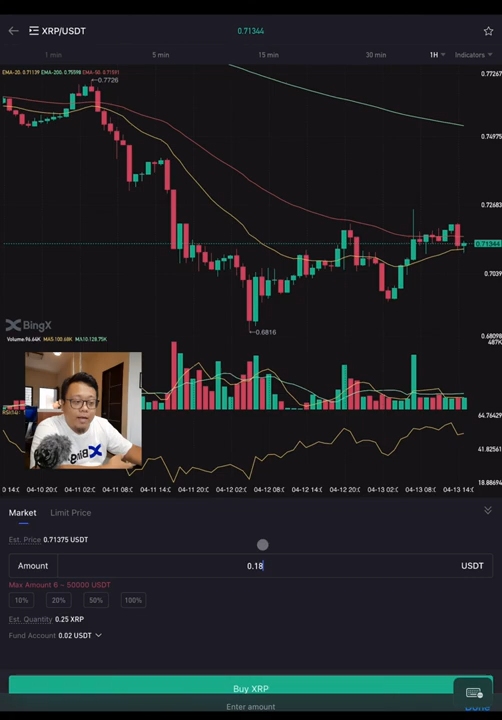 XRP/USDT
0.71344
1 min 5 min 15 min 30 min 1H Indicators
EMA-20: 0.71139 EMA-200: 0.75598 EMA-50: 0.71591
0.77267
0.7726
0.74975
0.72683
0.71344
0.7039
0.6816
0.68098
BingX
487K
Volume:96.64K MA5:100.68K MA10:128.75K
BingX
64.76429
41.82561
18.88694
04-10 20:0 04-11 02:0 04-11 08:0 04-11 14:0 04-11 20:0 04-12 02:0 04-12 08:0 04-12 14:0 04-12 20:0 04-13 02:0 04-13 08:0 04-13 14:0
Market Limit Price
Est. Price 0.71375 USDT
Amount 0.18 USDT
Max Amount 6 ~ 50000 USDT
10% 20% 50% 100%
Est. Quantity 0.25 XRP
Fund Account 0.02 USDT
Buy XRP
Enter amount
Done